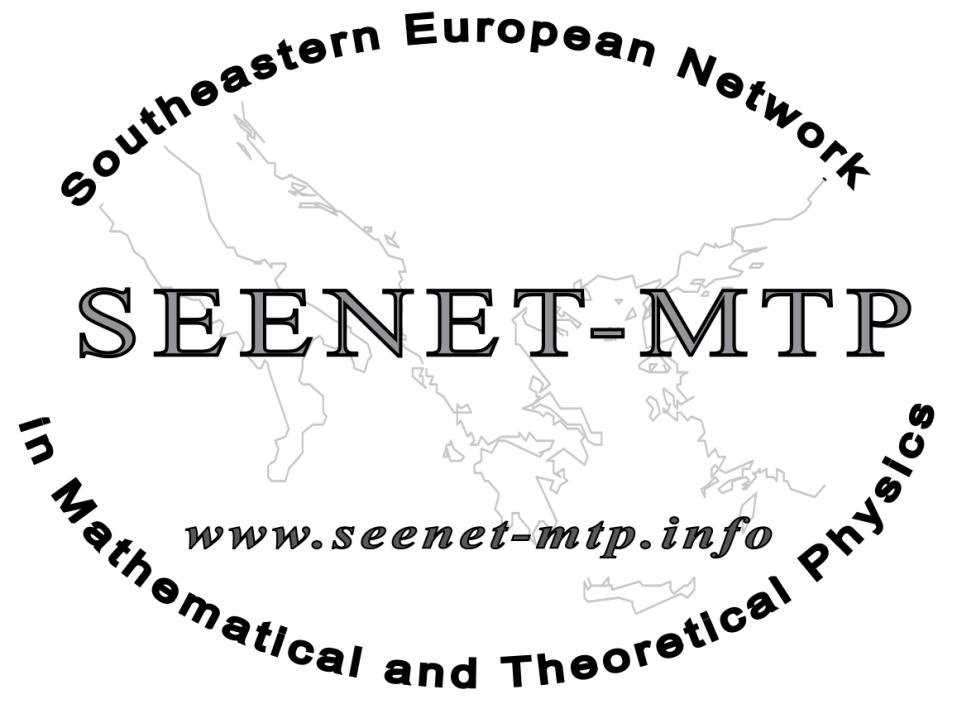 Southeastern European Network
SEENET-MTP
www.seenet-mtp.info
in Mathematical and Theoretical Physics